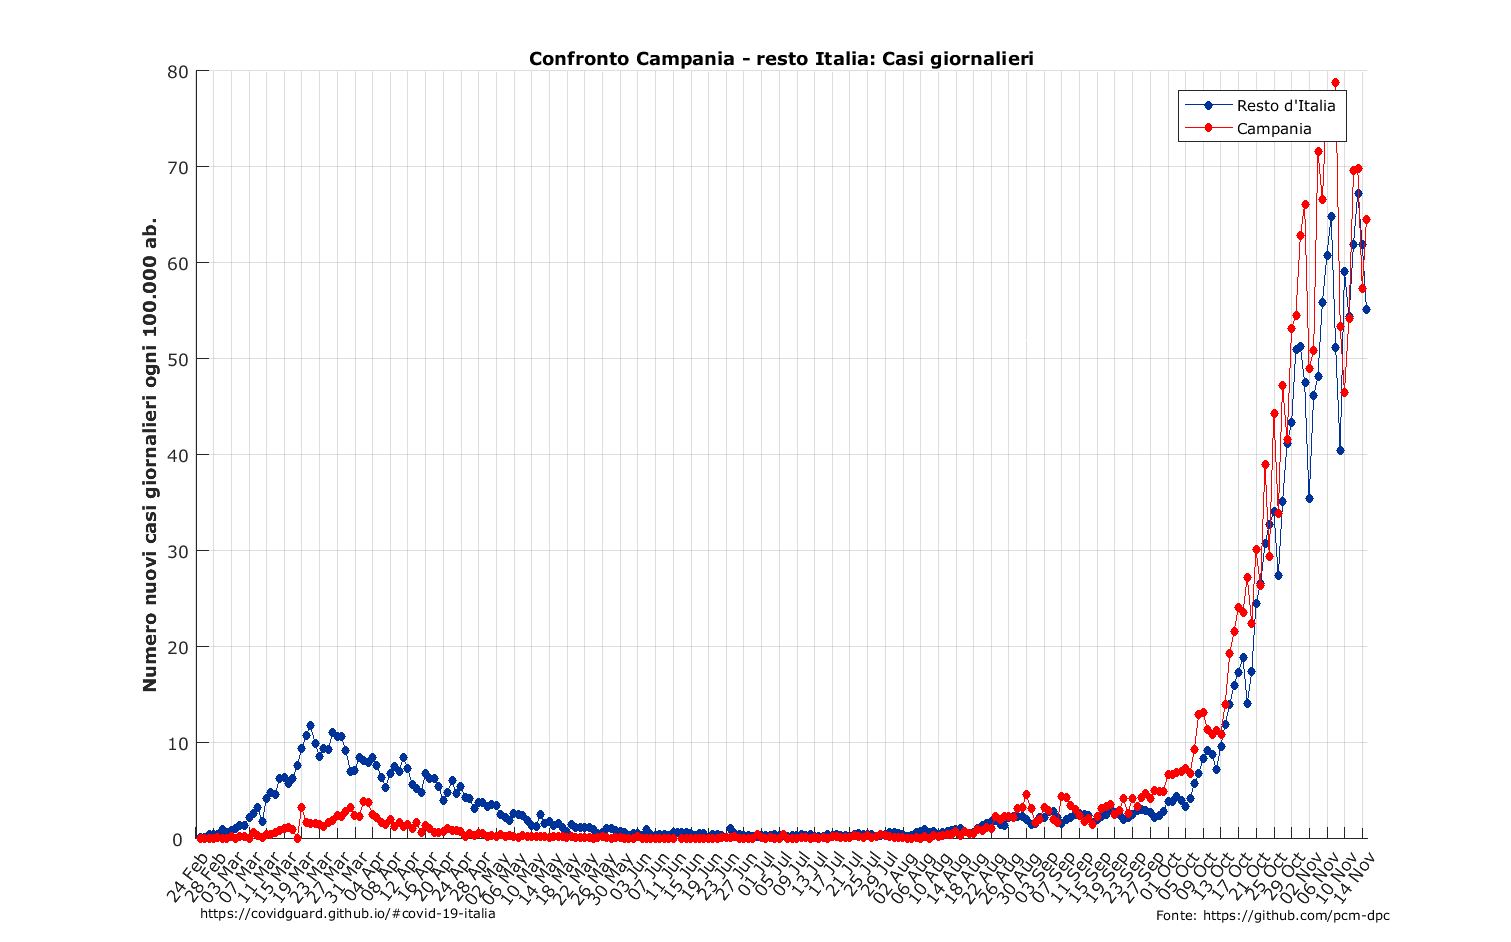 Confronto Campania - resto Italia: Casi giornalieri
Numero nuovi casi giornalieri ogni 100.000 ab.
80
70
60
50
40
30
20
10
0
Resto d'Italia
Campania
24 Feb
28 Feb
03 Mar
07 Mar
11 Mar
15 Mar
19 Mar
23 Mar
27 Mar
31 Mar
04 Apr
08 Apr
12 Apr
16 Apr
20 Apr
24 Apr
28 Apr
02 May
06 May
10 May
14 May
18 May
22 May
26 May
30 May
03 Jun
07 Jun
11 Jun
15 Jun
19 Jun
23 Jun
27 Jun
01 Jul
05 Jul
09 Jul
13 Jul
17 Jul
21 Jul
25 Jul
29 Jul
02 Aug
06 Aug
10 Aug
14 Aug
18 Aug
22 Aug
26 Aug
30 Aug
03 Sep
07 Sep
11 Sep
15 Sep
19 Sep
23 Sep
27 Sep
01 Oct
05 Oct
09 Oct
13 Oct
17 Oct
21 Oct
25 Oct
29 Oct
02 Nov
06 Nov
10 Nov
14 Nov
https://covidguard.github.io/#covid-19-italia
Fonte: https://github.com/pcm-dpc